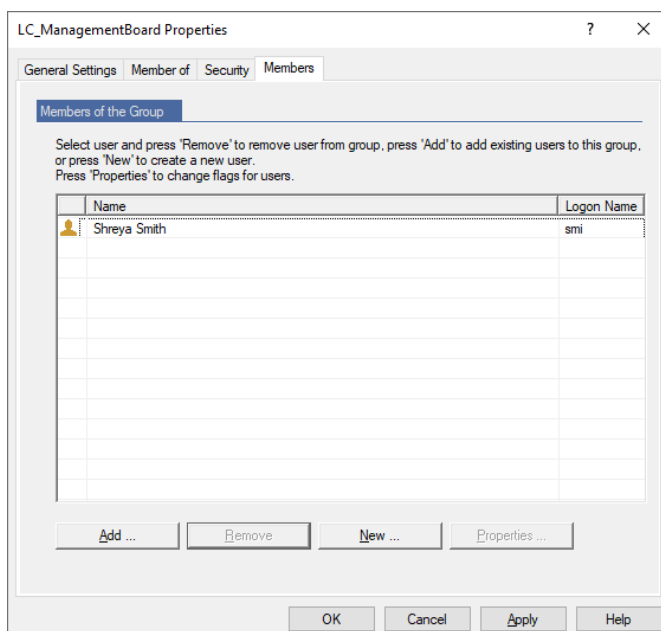 LC_ManagementBoard Properties
?
General Settings Member of Security Members
Members of the Group
Select user and press 'Remove' to remove user from group, press 'Add' to add existing users to this group,
or press 'New' to create a new user.
Press 'Properties' to change flags for users.
Name Logon Name
Shreya Smith smi
Add ... Remove New ... Properties ...
OK Cancel Apply Help